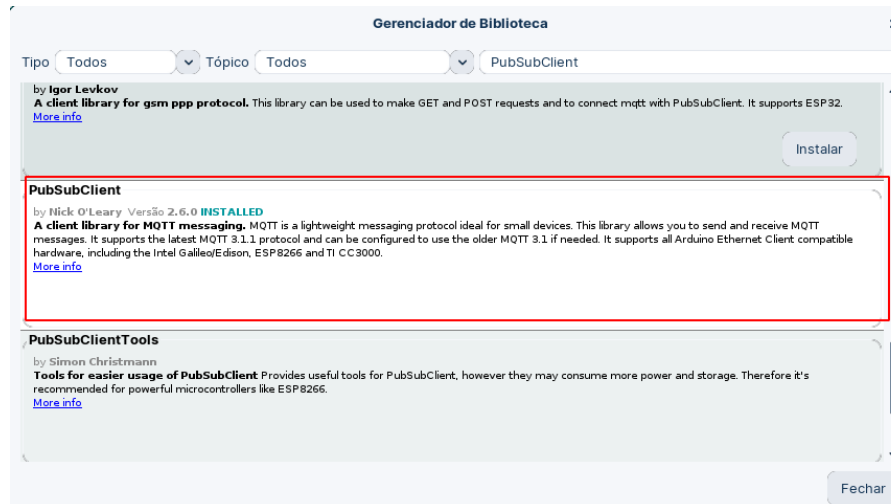 Gerenciador de Biblioteca
Tipo Todos Tópico Todos PubSubClient
by Igor Levkov
A client library for gsm ppp protocol. This library can be used to make GET and POST requests and to connect mqtt with PubSubClient. It supports ESP32.
More info
Instalar
PubSubClient
by Nick O'Leary Versão 2.6.0 INSTALLED
A client library for MQTT messaging. MQTT is a lightweight messaging protocol ideal for small devices. This library allows you to send and receive MQTT
messages. It supports the latest MQTT 3.1.1 protocol and can be configured to use the older MQTT 3.1 if needed. It supports all Arduino Ethernet Client compatible
hardware, including the Intel Galileo/Edison, ESP8266 and TI CC3000.
More info
PubSubClientTools
by Simon Christmann
Tools for easier usage of PubSubClient Provides useful tools for PubSubClient, however they may consume more power and storage. Therefore it's
recommended for powerful microcontrollers like ESP8266.
More info
Fechar